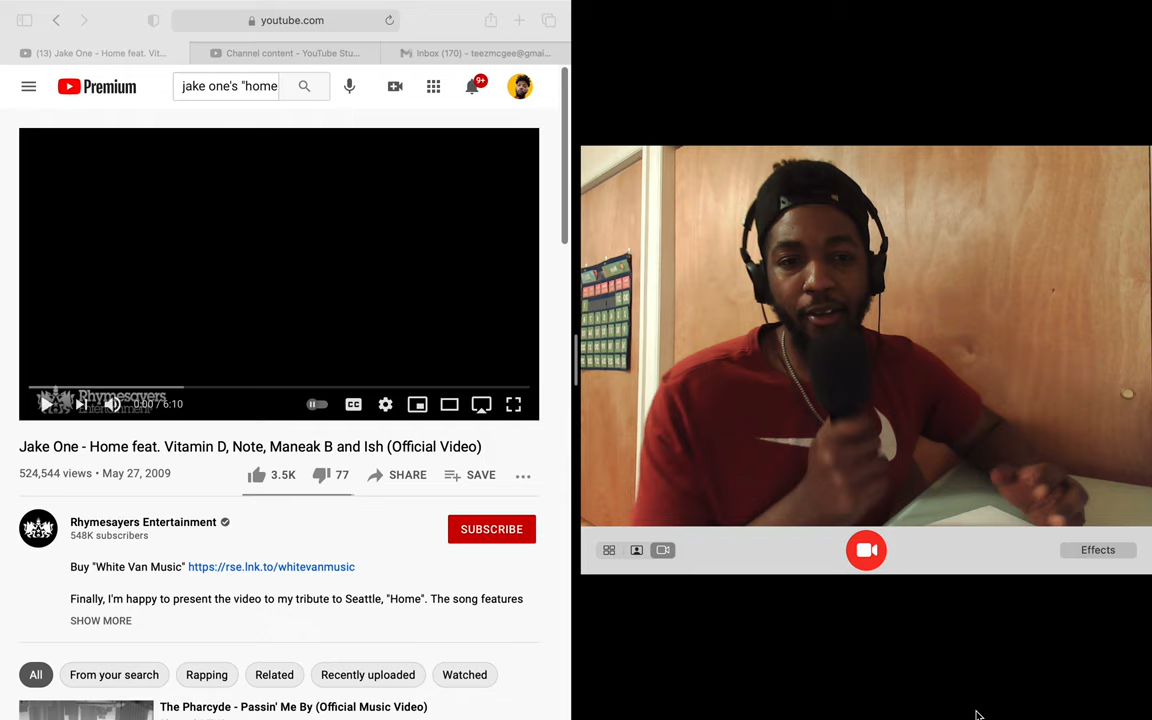 youtube.com
(13) Jake One - Home feat. Vit...
Channel content - YouTube Stu...
Inbox (170) – teezmcgee@gmai...
Premium
jake one's "home
9+
Rhymesayers
Entertainment
0:00 / 6:10
CC
Jake One - Home feat. Vitamin D, Note, Maneak B and Ish (Official Video)
524,544 views • May 27, 2009
3.5K
77
SHARE
SAVE
Rhymesayers Entertainment
548K subscribers
SUBSCRIBE
Buy "White Van Music" https://rse.lnk.to/whitevanmusic
Finally, I'm happy to present the video to my tribute to Seattle, "Home". The song features
SHOW MORE
All
From your search
Rapping
Related
Recently uploaded
Watched
The Pharcyde - Passin' Me By (Official Music Video)
Effects